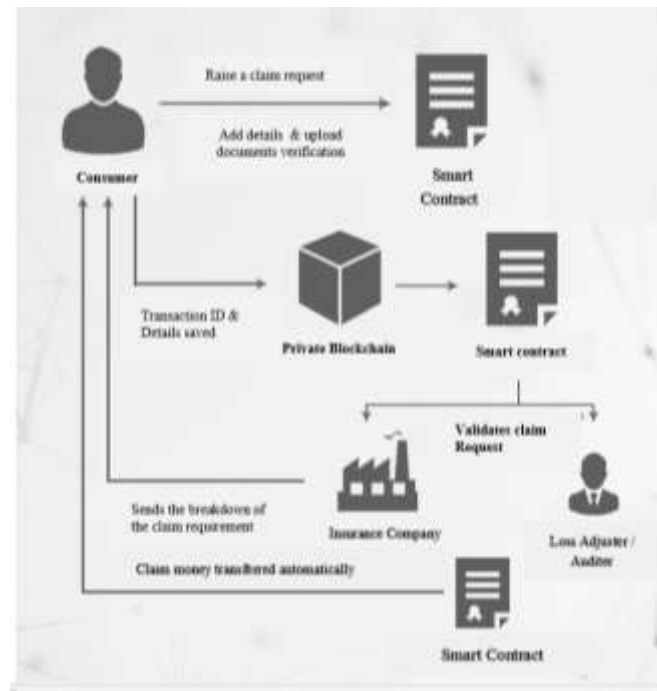 Raise a claim request
Add details & upload
documents verification
Consumer
Smart
Contract
Transaction ID &
Details saved
Private Blockchain
Smart contract
Validates claim
Request
Sends the breakdown of
the claim requirement
Insurance Company
Loss Adjuster /
Auditor
Claim money transfered automatically
Smart Contract